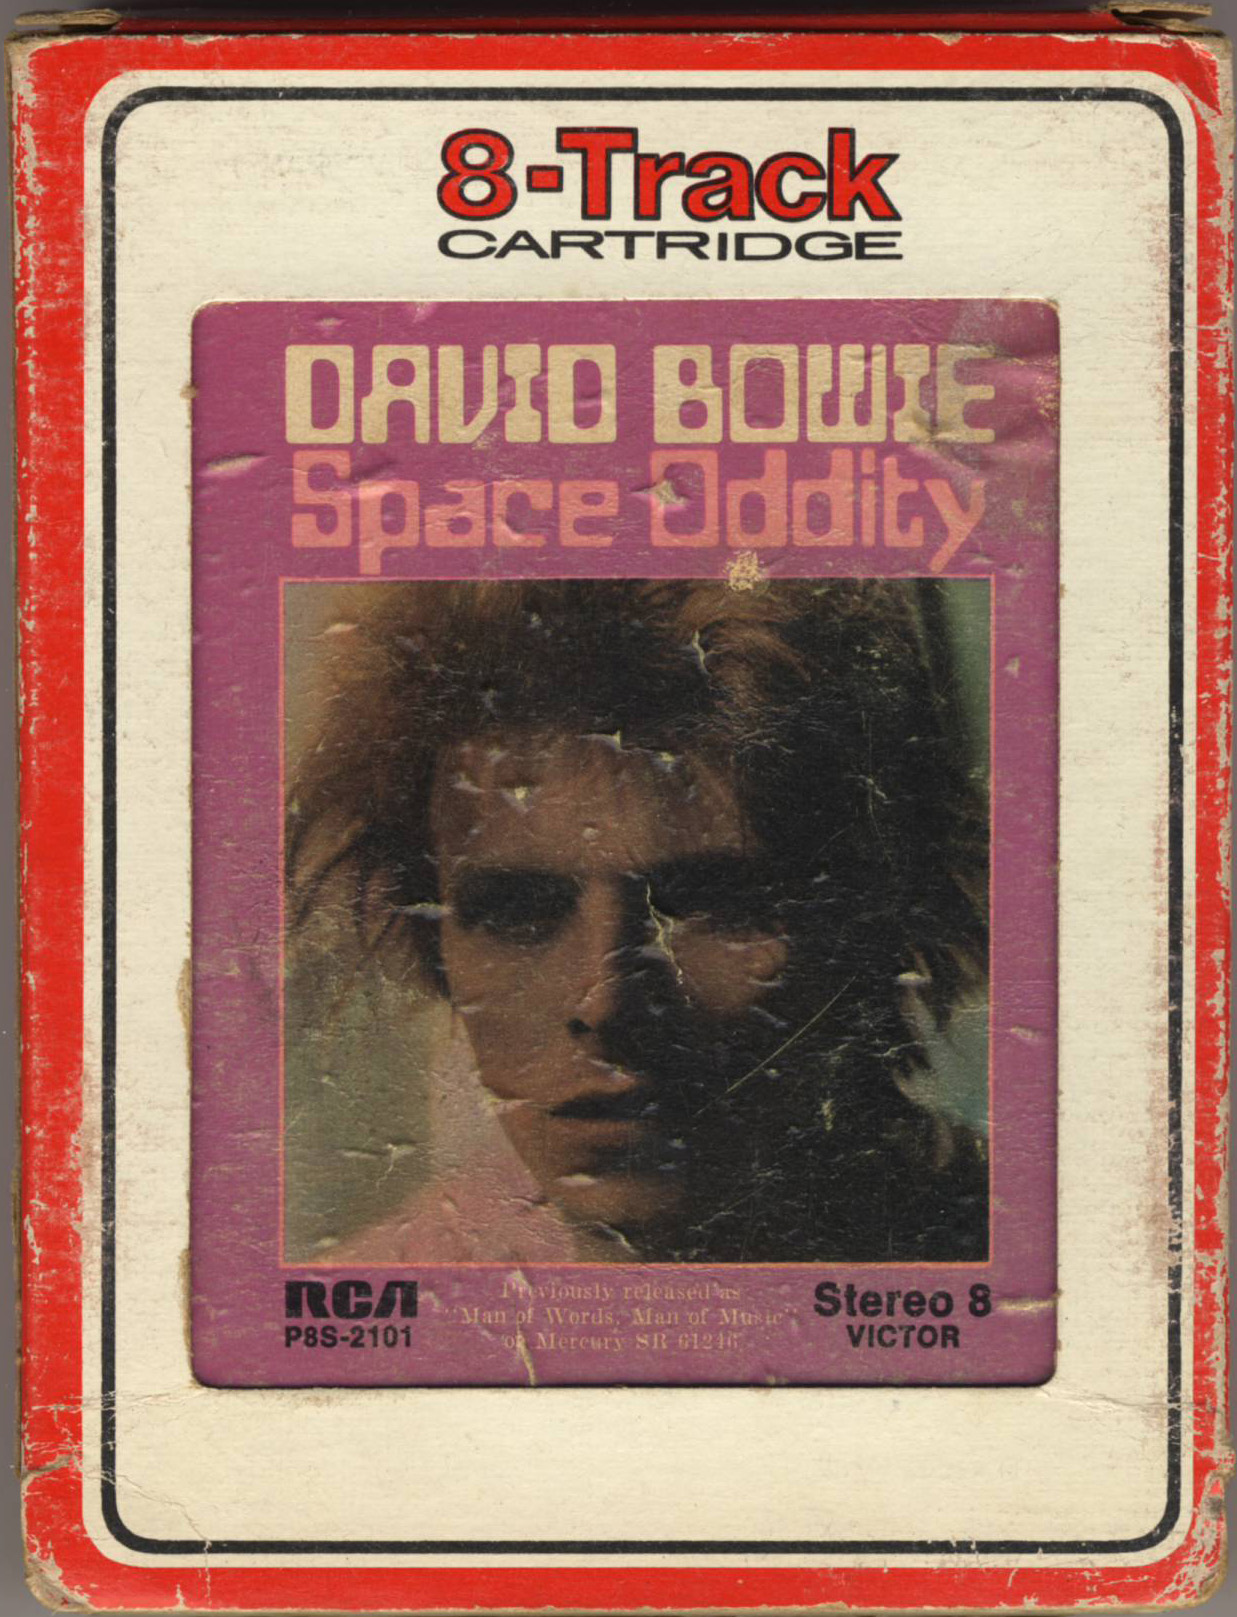 8-Track
CARTRIDGE
DAVID BOWIE
Space Oddity
RCA
P8S-2101
Previously released as
"Man of Words, Man of Music"
on Mercury SR 61246
Stereo 8
VICTOR